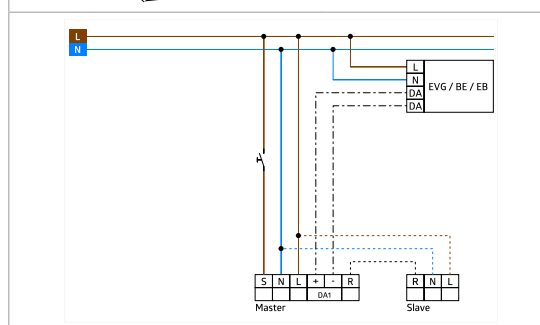 L
N
L
N
DA
DA
EVG / BE / EB
S N L + - R
DA1
Master
R N L
Slave